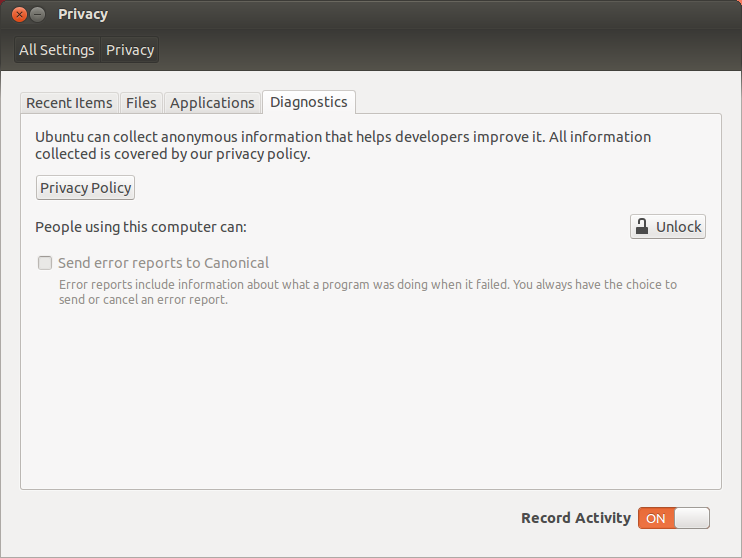 Privacy
All Settings Privacy
Recent Items Files Applications Diagnostics
Ubuntu can collect anonymous information that helps developers improve it. All information
collected is covered by our privacy policy.
Privacy Policy
People using this computer can:
Unlock
Send error reports to Canonical
Error reports include information about what a program was doing when it failed. You always have the choice to
send or cancel an error report.
Record Activity ON